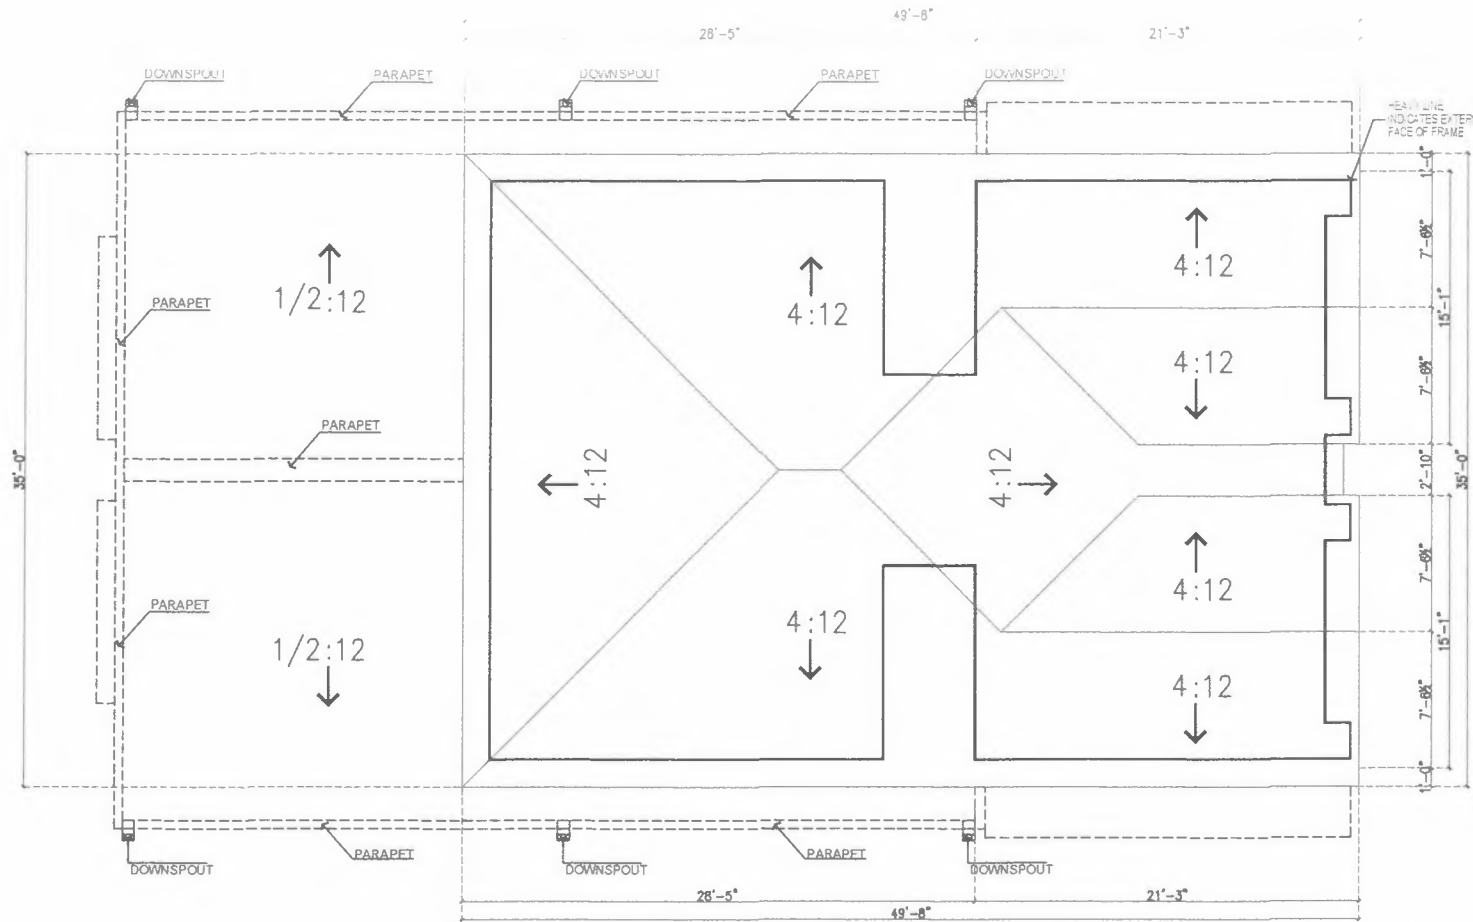 49'-8"
28'-5"
21'-3"
DOWNSPOUT
PARAPET
DOWNSPOUT
PARAPET
DOWNSPOUT
HEAVY LINE
INDICATES EXTER
FACE OF FRAME
1'-0"
7'-6½"
15'-1"
7'-6½"
2'-10"
7'-6½"
15'-1"
7'-6½"
1'-0"
35'-0"
35'-0"
1/2:12
PARAPET
PARAPET
PARAPET
1/2:12
4:12
4:12
4:12
4:12
4:12
4:12
4:12
4:12
DOWNSPOUT
PARAPET
DOWNSPOUT
PARAPET
DOWNSPOUT
28'-5"
21'-3"
49'-8"